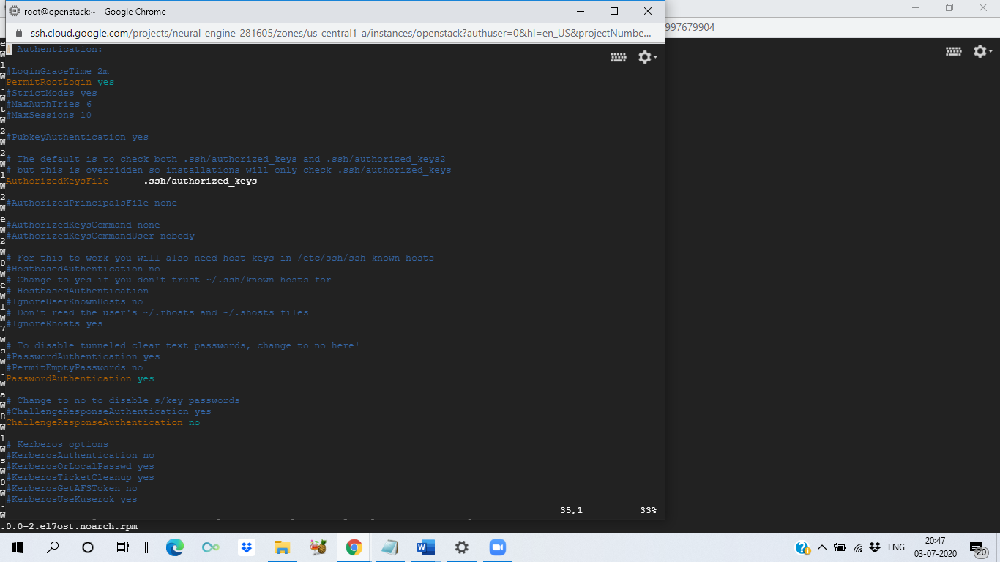 root@openstack:~ - Google Chrome
ssh.cloud.google.com/projects/neural-engine-281605/zones/us-central1-a/instances/openstack?authuser=0&hl=en_US&projectNumbe...
997679904
# Authentication:
#LoginGraceTime 2m
PermitRootLogin yes
#StrictModes yes
#MaxAuthTries 6
#MaxSessions 10
#PubkeyAuthentication yes
# The default is to check both .ssh/authorized_keys and .ssh/authorized_keys2
# but this is overridden so installations will only check .ssh/authorized_keys
AuthorizedKeysFile .ssh/authorized_keys
#AuthorizedPrincipalsFile none
#AuthorizedKeysCommand none
#AuthorizedKeysCommandUser nobody
# For this to work you will also need host keys in /etc/ssh/ssh_known_hosts
#HostbasedAuthentication no
# Change to yes if you don't trust ~/.ssh/known_hosts for
# HostbasedAuthentication
#IgnoreUserKnownHosts no
# Don't read the user's ~/.rhosts and ~/.shosts files
#IgnoreRhosts yes
# To disable tunneled clear text passwords, change to no here!
#PasswordAuthentication yes
#PermitEmptyPasswords no
PasswordAuthentication yes
# Change to no to disable s/key passwords
#ChallengeResponseAuthentication yes
ChallengeResponseAuthentication no
# Kerberos options
#KerberosAuthentication no
#KerberosOrLocalPasswd yes
#KerberosTicketCleanup yes
#KerberosGetAFSToken no
#KerberosUseKuserok yes
35,1 33%
.0.0-2.el7ost.noarch.rpm
ENG
20:47
03-07-2020
20